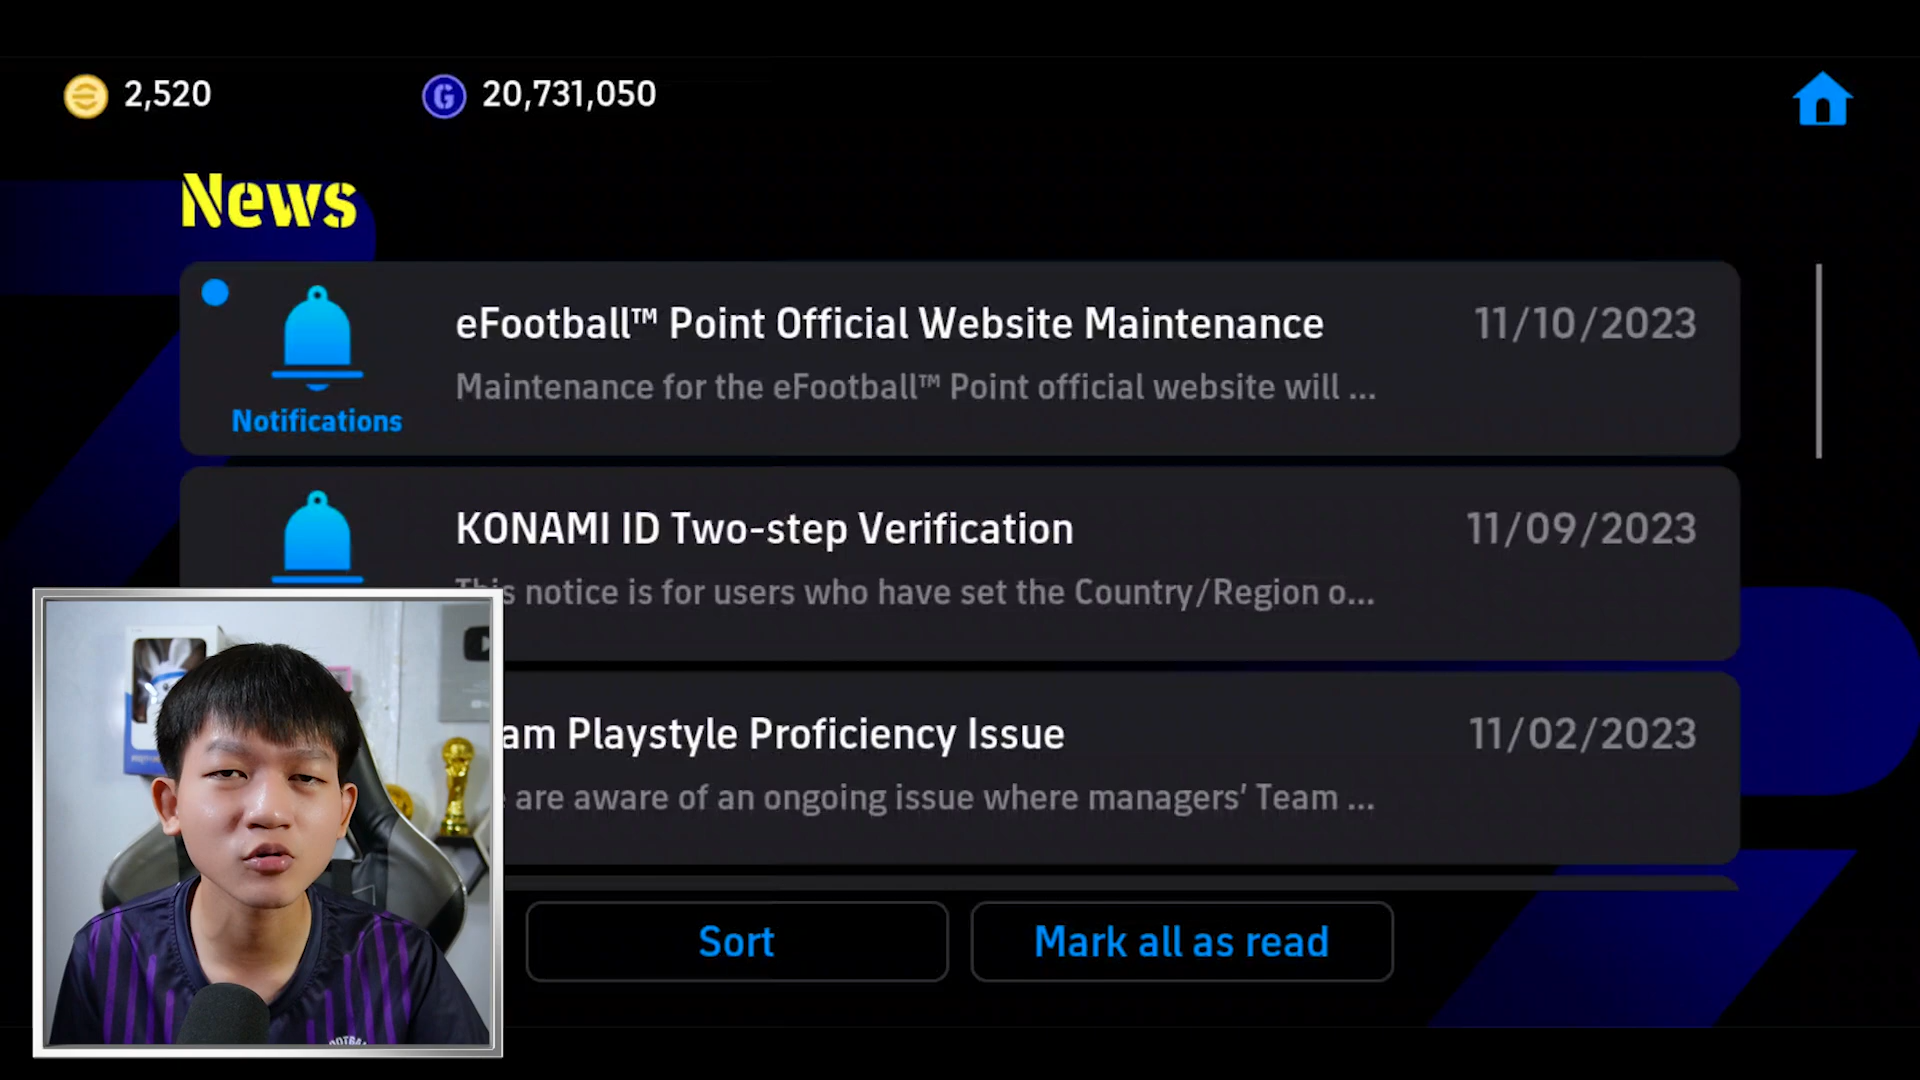 2,520
20,731,050
News
eFootball™ Point Official Website Maintenance
11/10/2023
Maintenance for the eFootball™ Point official website will ...
Notifications
KONAMI ID Two-step Verification
11/09/2023
This notice is for users who have set the Country/Region o...
am Playstyle Proficiency Issue
11/02/2023
are aware of an ongoing issue where managers' Team ...
Sort
Mark all as read